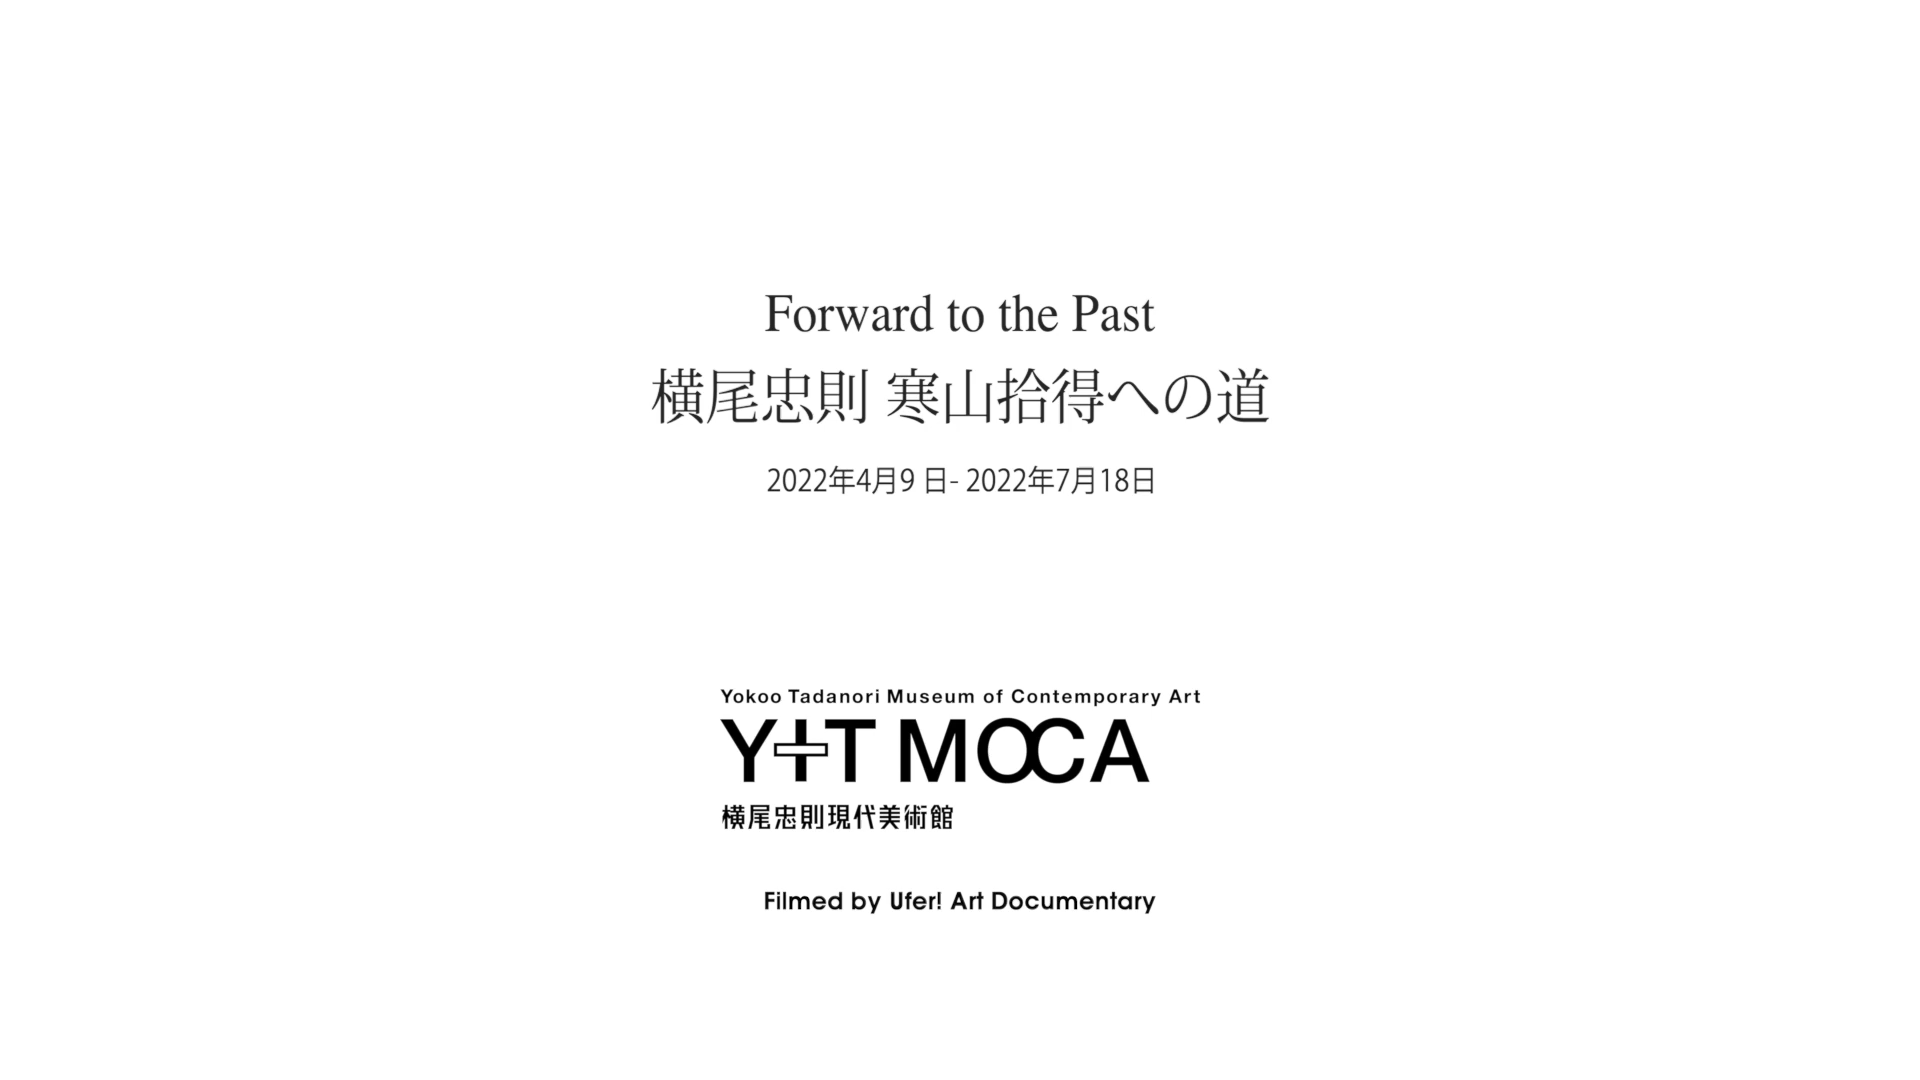 Forward to the Past
横尾忠則 寒山拾得への道
2022年4月9 日- 2022年7月18日
Yokoo Tadanori Museum of Contemporary Art
Y+T MOCA
横尾忠則現代美術館
Filmed by Ufer! Art Documentary